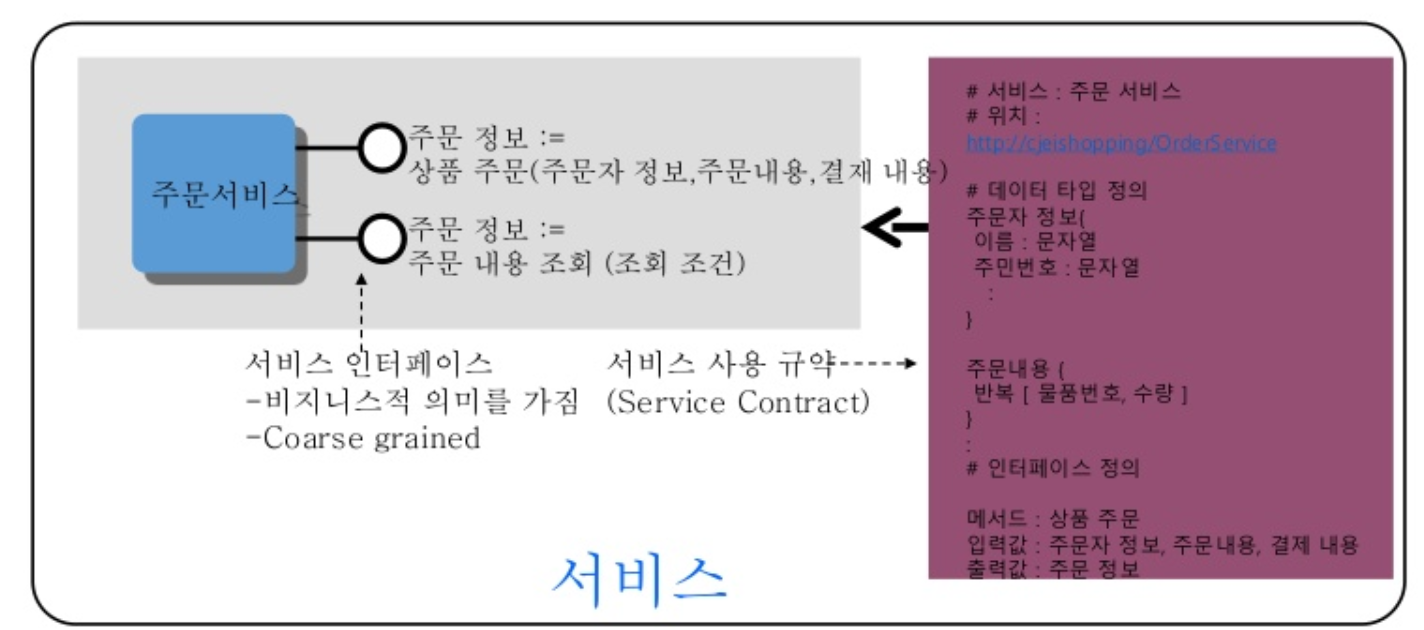 주문서비스
주문 정보 :=
상품 주문(주문자 정보,주문내용,결재 내용)
주문 정보 :=
주문 내용 조회 (조회 조건)
서비스 인터페이스
-비지니스적 의미를 가짐
-Coarse grained
서비스 사용 규약
(Service Contract)
# 서비스 : 주문 서비스
# 위치 :
http://cjeishopping/OrderService
# 데이터 타입 정의
주문자 정보{
이름 : 문자열
주민번호 : 문자열
:
}
주문내용 {
반복 [ 물품번호, 수량 ]
}
:
# 인터페이스 정의
메서드 : 상품 주문
입력값 : 주문자 정보, 주문내용, 결제 내용
출력값 : 주문 정보
서비스